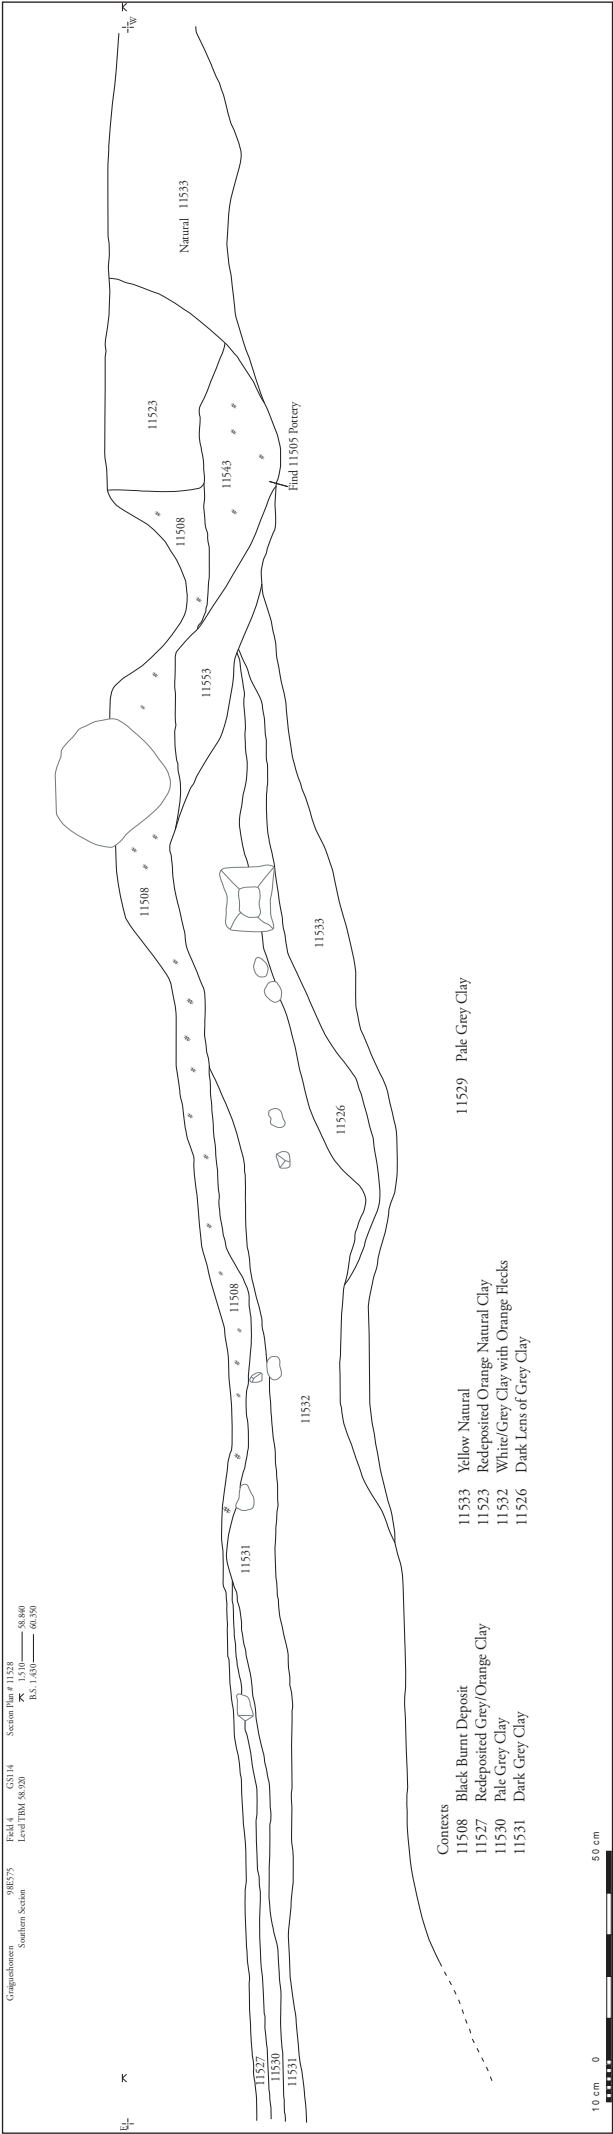 Graigueshoneen 98E575 Field 4 GS114 Section Plan # 11528
Southern Section Level TBM 58.920 1.510 58.840
B.S. 1.430 60.350
E
W
11527
11530
11531
11531
11508
11532
11526
11533
11508
11553
11508
11543
11523
Find 11505 Pottery
Natural 11533
Contexts
11508 Black Burnt Deposit
11527 Redeposited Grey/Orange Clay
11530 Pale Grey Clay
11531 Dark Grey Clay
11533 Yellow Natural
11523 Redeposited Orange Natural Clay
11532 White/Grey Clay with Orange Flecks
11526 Dark Lens of Grey Clay
11529 Pale Grey Clay
10 cm 0 50 cm